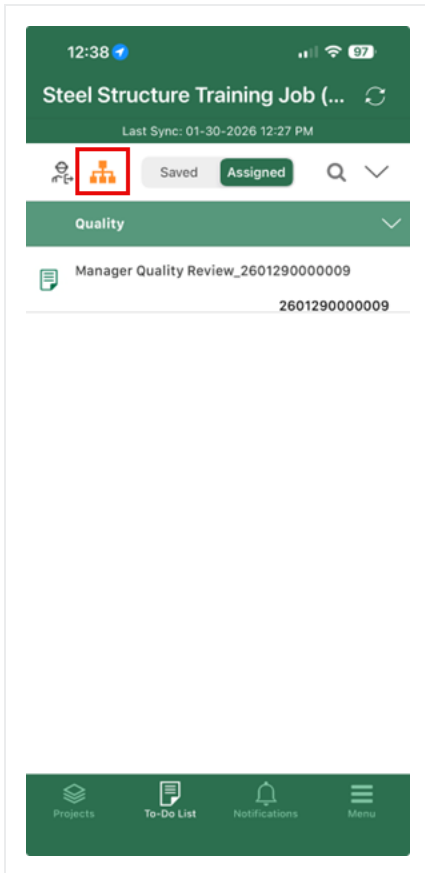 12:38
97
Steel Structure Training Job (...
Last Sync: 01-30-2026 12:27 PM
Saved
Assigned
Quality
Manager Quality Review_2601290000009
2601290000009
Projects
To-Do List
Notifications
Menu